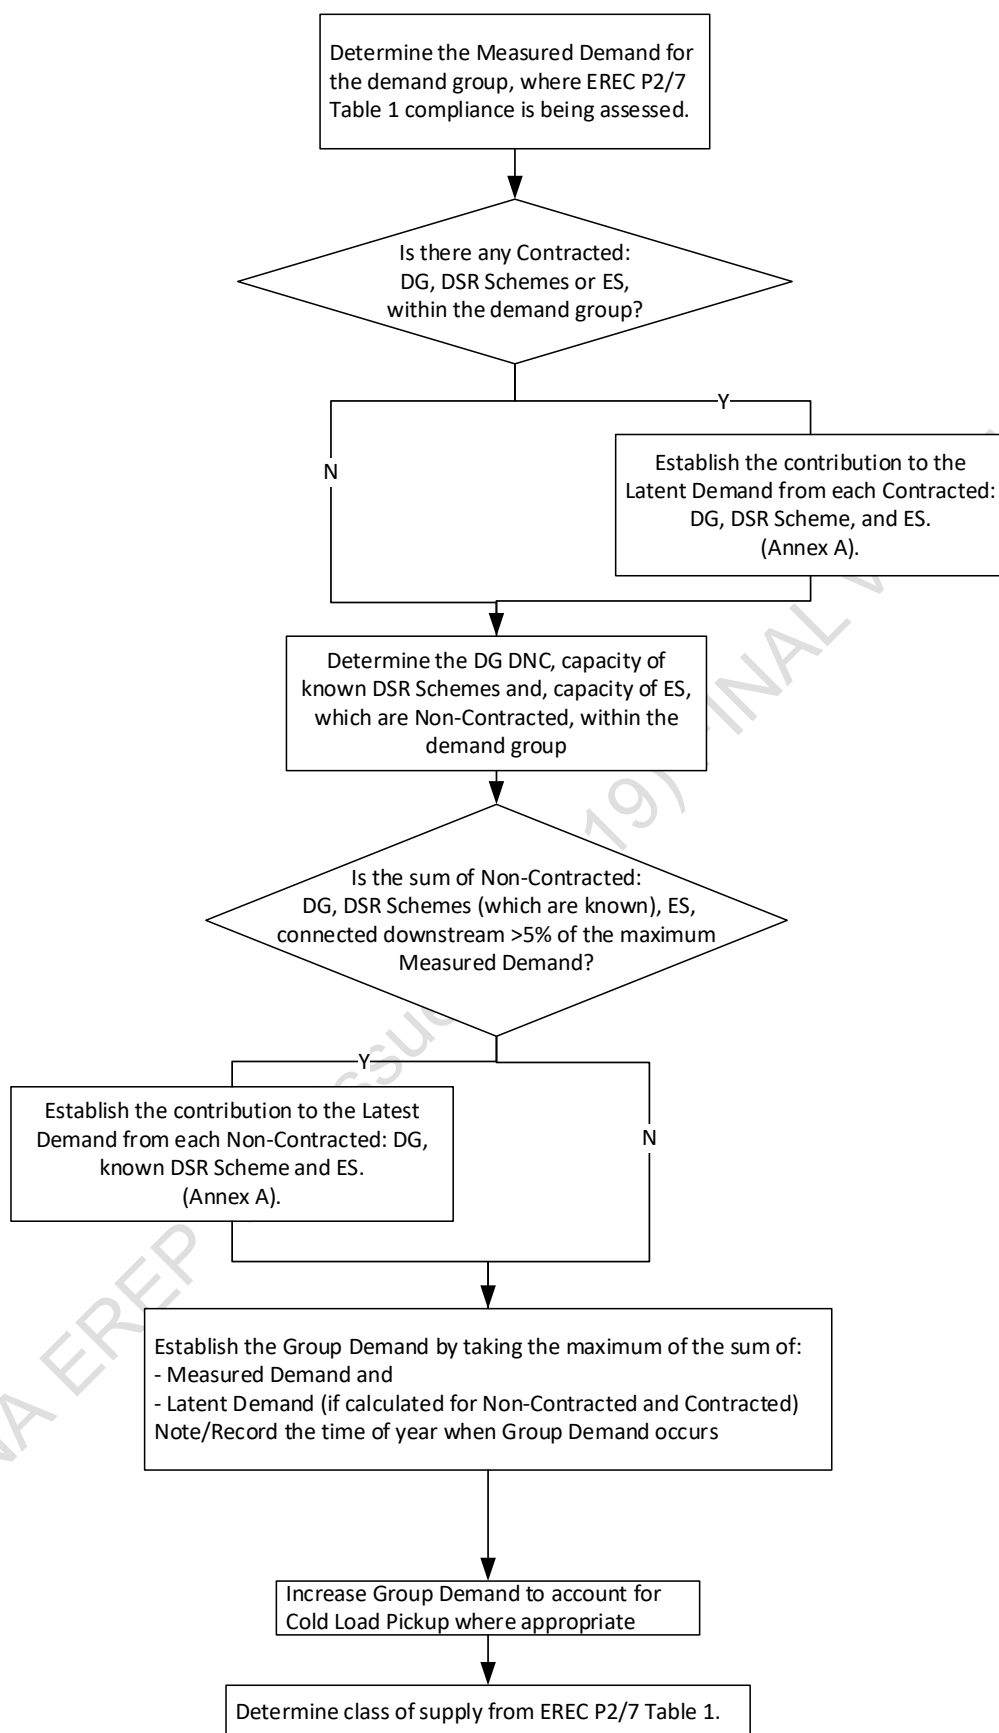 Determine the Measured Demand for
the demand group, where EREC P2/7
Table 1 compliance is being assessed.
Is there any Contracted:
DG, DSR Schemes or ES,
within the demand group?
Y
N
Establish the contribution to the
Latent Demand from each Contracted:
DG, DSR Scheme, and ES.
(Annex A).
Determine the DG DNC, capacity of
known DSR Schemes and, capacity of ES,
which are Non-Contracted, within the
demand group
Is the sum of Non-Contracted:
DG, DSR Schemes (which are known), ES,
connected downstream >5% of the maximum
Measured Demand?
Y
N
Establish the contribution to the Latest
Demand from each Non-Contracted: DG,
known DSR Scheme and ES.
(Annex A).
Establish the Group Demand by taking the maximum of the sum of:
- Measured Demand and
- Latent Demand (if calculated for Non-Contracted and Contracted)
Note/Record the time of year when Group Demand occurs
Increase Group Demand to account for
Cold Load Pickup where appropriate
Determine class of supply from EREC P2/7 Table 1.
EREP
19)